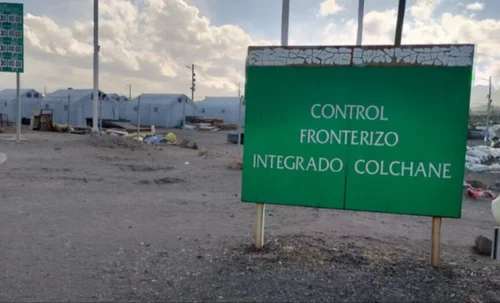 CONTROL
FRONTERIZO
INTEGRADO COLCHANE